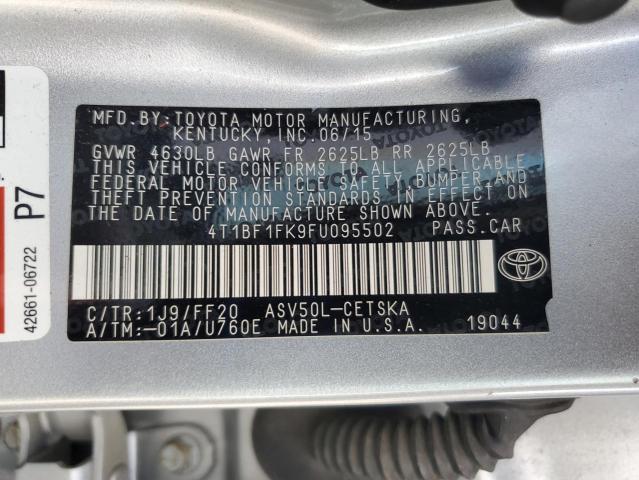 MFD.BY: TOYOTA MOTOR MANUFACTURING,
KENTUCKY, INC. 06/15
GVWR 4630LB GAWR FR 2625LB RR 2625LB
THIS VEHICLE CONFORMS TO ALL APPLICABLE
FEDERAL MOTOR VEHICLE SAFETY, BUMPER AND
THEFT PREVENTION STANDARDS IN EFFECT ON
THE DATE OF MANUFACTURE SHOWN ABOVE.
4T1BF1FK9FU095502 PASS.CAR
C/TR:1J9/FF20 ASV50L-CETSKA
A/TM:-01A/U760E MADE IN U.S.A. 19044
P7
42661-06722